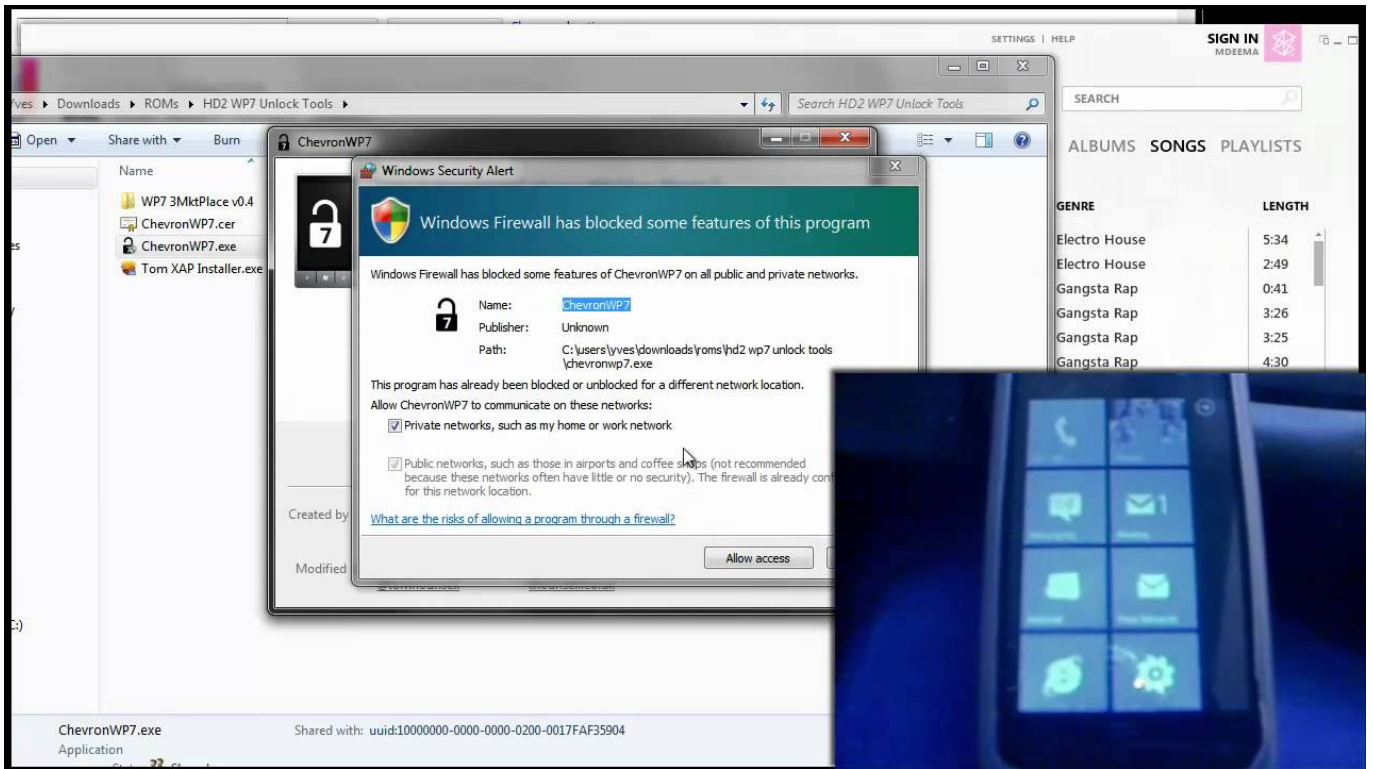 SETTINGS | HELP
SIGN IN
MDEEMA
Yves ▸ Downloads ▸ ROMs ▸ HD2 WP7 Unlock Tools ▸
Search HD2 WP7 Unlock Tools
SEARCH
Open
Share with
Burn
ALBUMS SONGS PLAYLISTS
Name
WP7 3MktPlace v0.4
ChevronWP7.cer
ChevronWP7.exe
Tom XAP Installer.exe
ChevronWP7
7
Windows Security Alert
Windows Firewall has blocked some features of this program
Windows Firewall has blocked some features of ChevronWP7 on all public and private networks.
7
Name: ChevronWP7
Publisher: Unknown
Path: C:\users\yves\downloads\roms\hd2 wp7 unlock tools
\chevronwp7.exe
This program has already been blocked or unblocked for a different network location.
Allow ChevronWP7 to communicate on these networks:
Private networks, such as my home or work network
Public networks, such as those in airports and coffee shops (not recommended
because these networks often have little or no security). The firewall is already conf
for this network location.
What are the risks of allowing a program through a firewall?
Allow access
Created by
Modified
GENRE LENGTH
Electro House 5:34
Electro House 2:49
Gangsta Rap 0:41
Gangsta Rap 3:26
Gangsta Rap 3:25
Gangsta Rap 4:30
1
:)
ChevronWP7.exe
Shared with: uuid:10000000-0000-0000-0200-0017FAF35904
Application